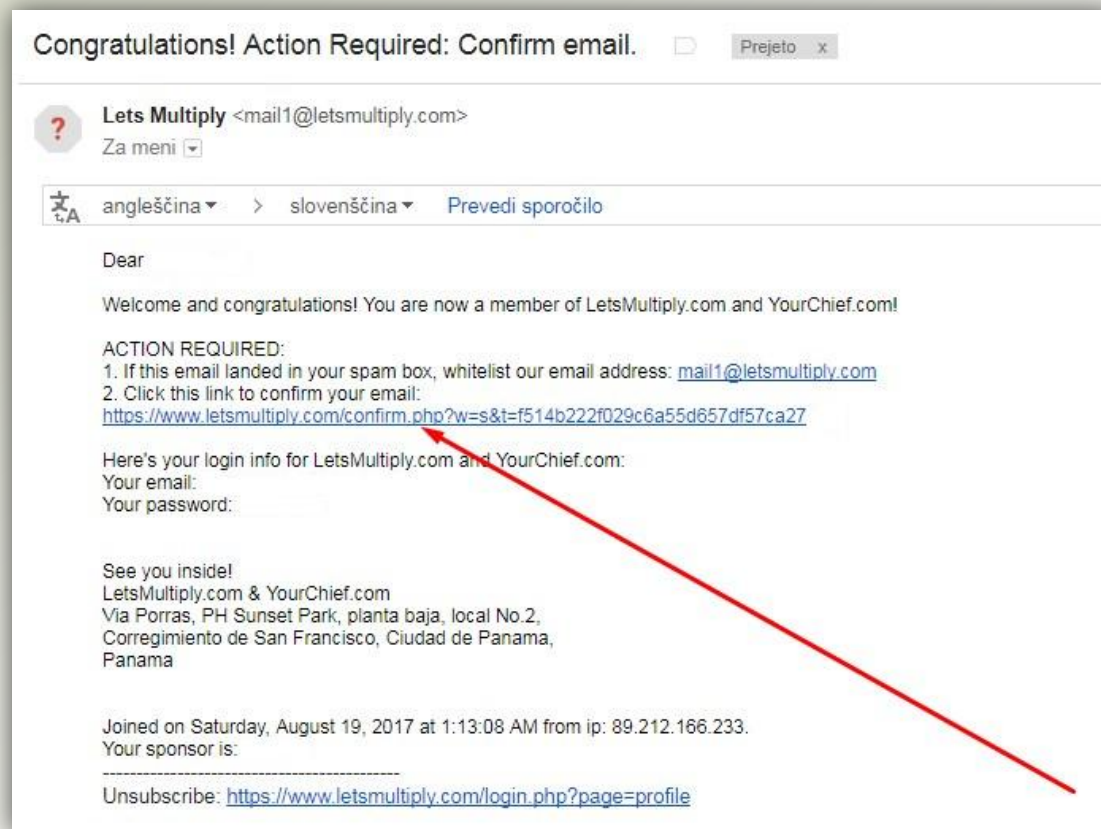 Congratulations! Action Required: Confirm email.
Prejeto x
?
Lets Multiply <mail1@letsmultiply.com>
Za meni
angleščina > slovenščina Prevedi sporočilo
Dear
Welcome and congratulations! You are now a member of LetsMultiply.com and YourChief.com!
ACTION REQUIRED:
1. If this email landed in your spam box, whitelist our email address: mail1@letsmultiply.com
2. Click this link to confirm your email:
https://www.letsmultiply.com/confirm.php?w=s&t=f514b222f029c6a55d657df57ca27
Here's your login info for LetsMultiply.com and YourChief.com:
Your email:
Your password:
See you inside!
LetsMultiply.com & YourChief.com
Via Porras, PH Sunset Park, planta baja, local No.2,
Corregimiento de San Francisco, Ciudad de Panama,
Panama
Joined on Saturday, August 19, 2017 at 1:13:08 AM from ip: 89.212.166.233.
Your sponsor is:
--------------------------------------------
Unsubscribe: https://www.letsmultiply.com/login.php?page=profile